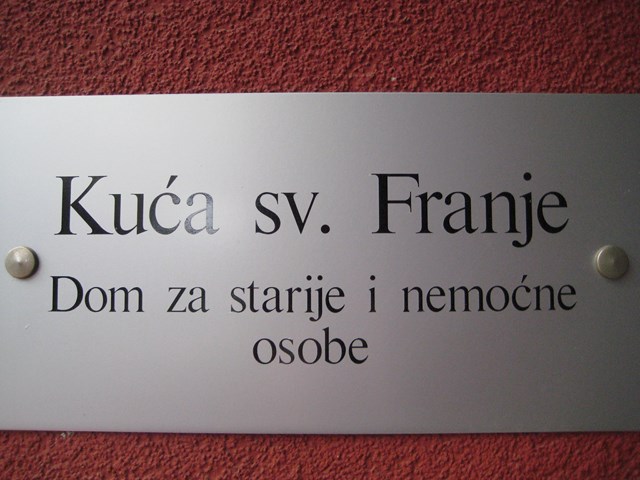 Kuća sv. Franje
Dom za starije i nemoćne
osobe